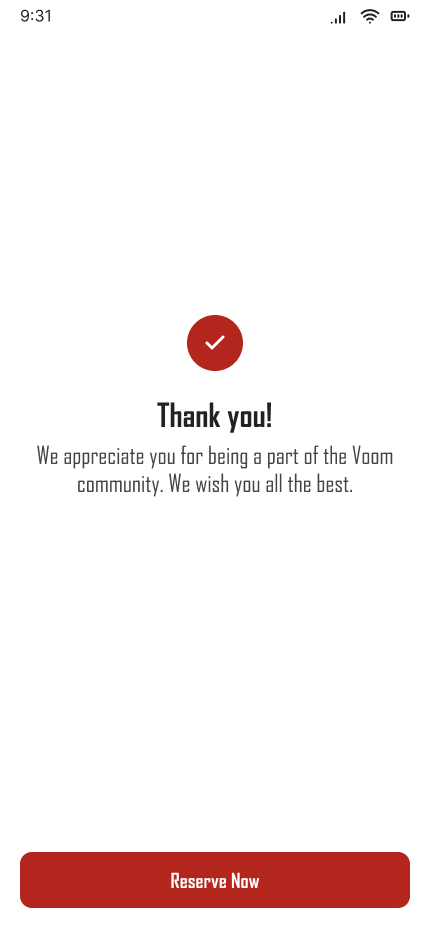 9:31
Thank you!
We appreciate you for being a part of the Voom
community. We wish you all the best.
Reserve Now